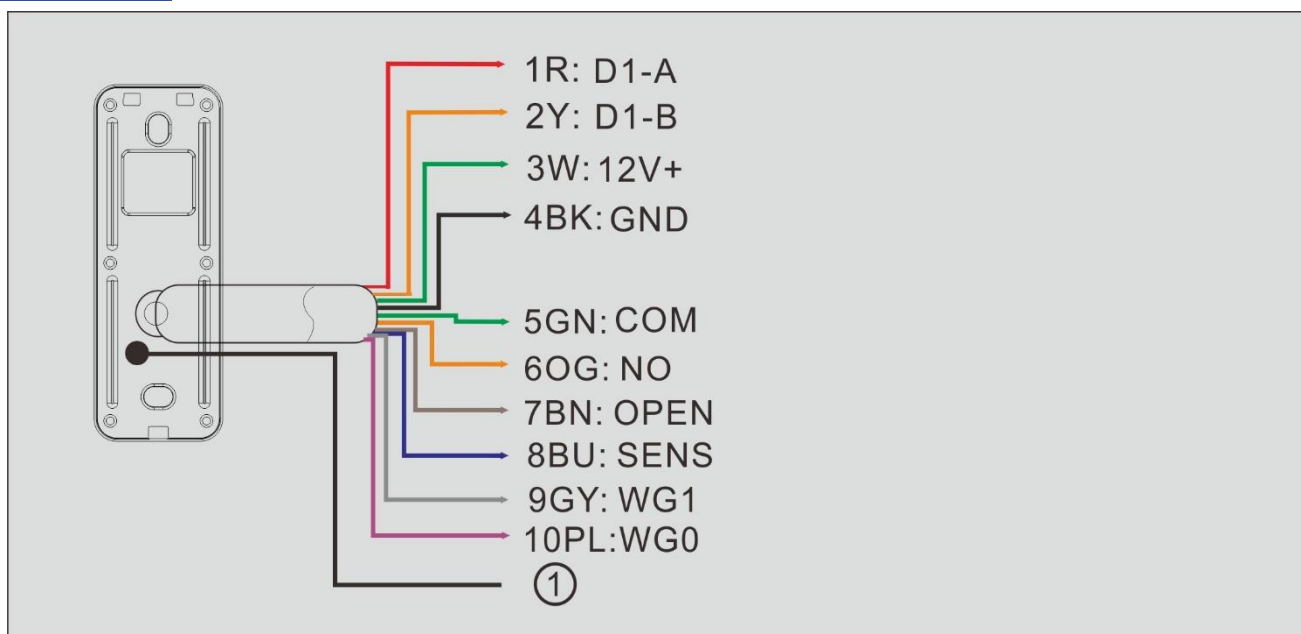 1R: D1-A
2Y: D1-B
3W: 12V+
4BK: GND
5GN: COM
6OG: NO
7BN: OPEN
8BU: SENS
9GY: WG1
10PL:WG0
①